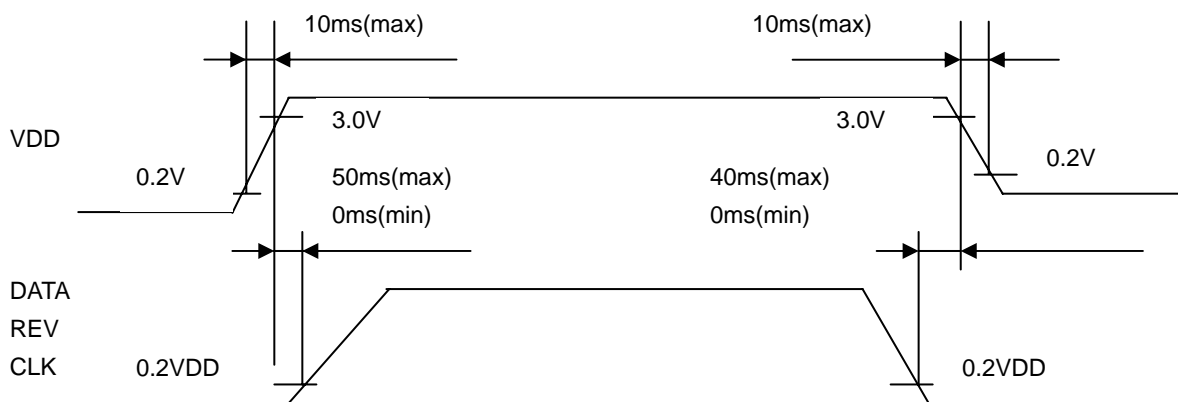 10ms(max)
10ms(max)
VDD
3.0V
3.0V
0.2V
0.2V
50ms(max)
40ms(max)
0ms(min)
0ms(min)
DATA
REV
CLK
0.2VDD
0.2VDD